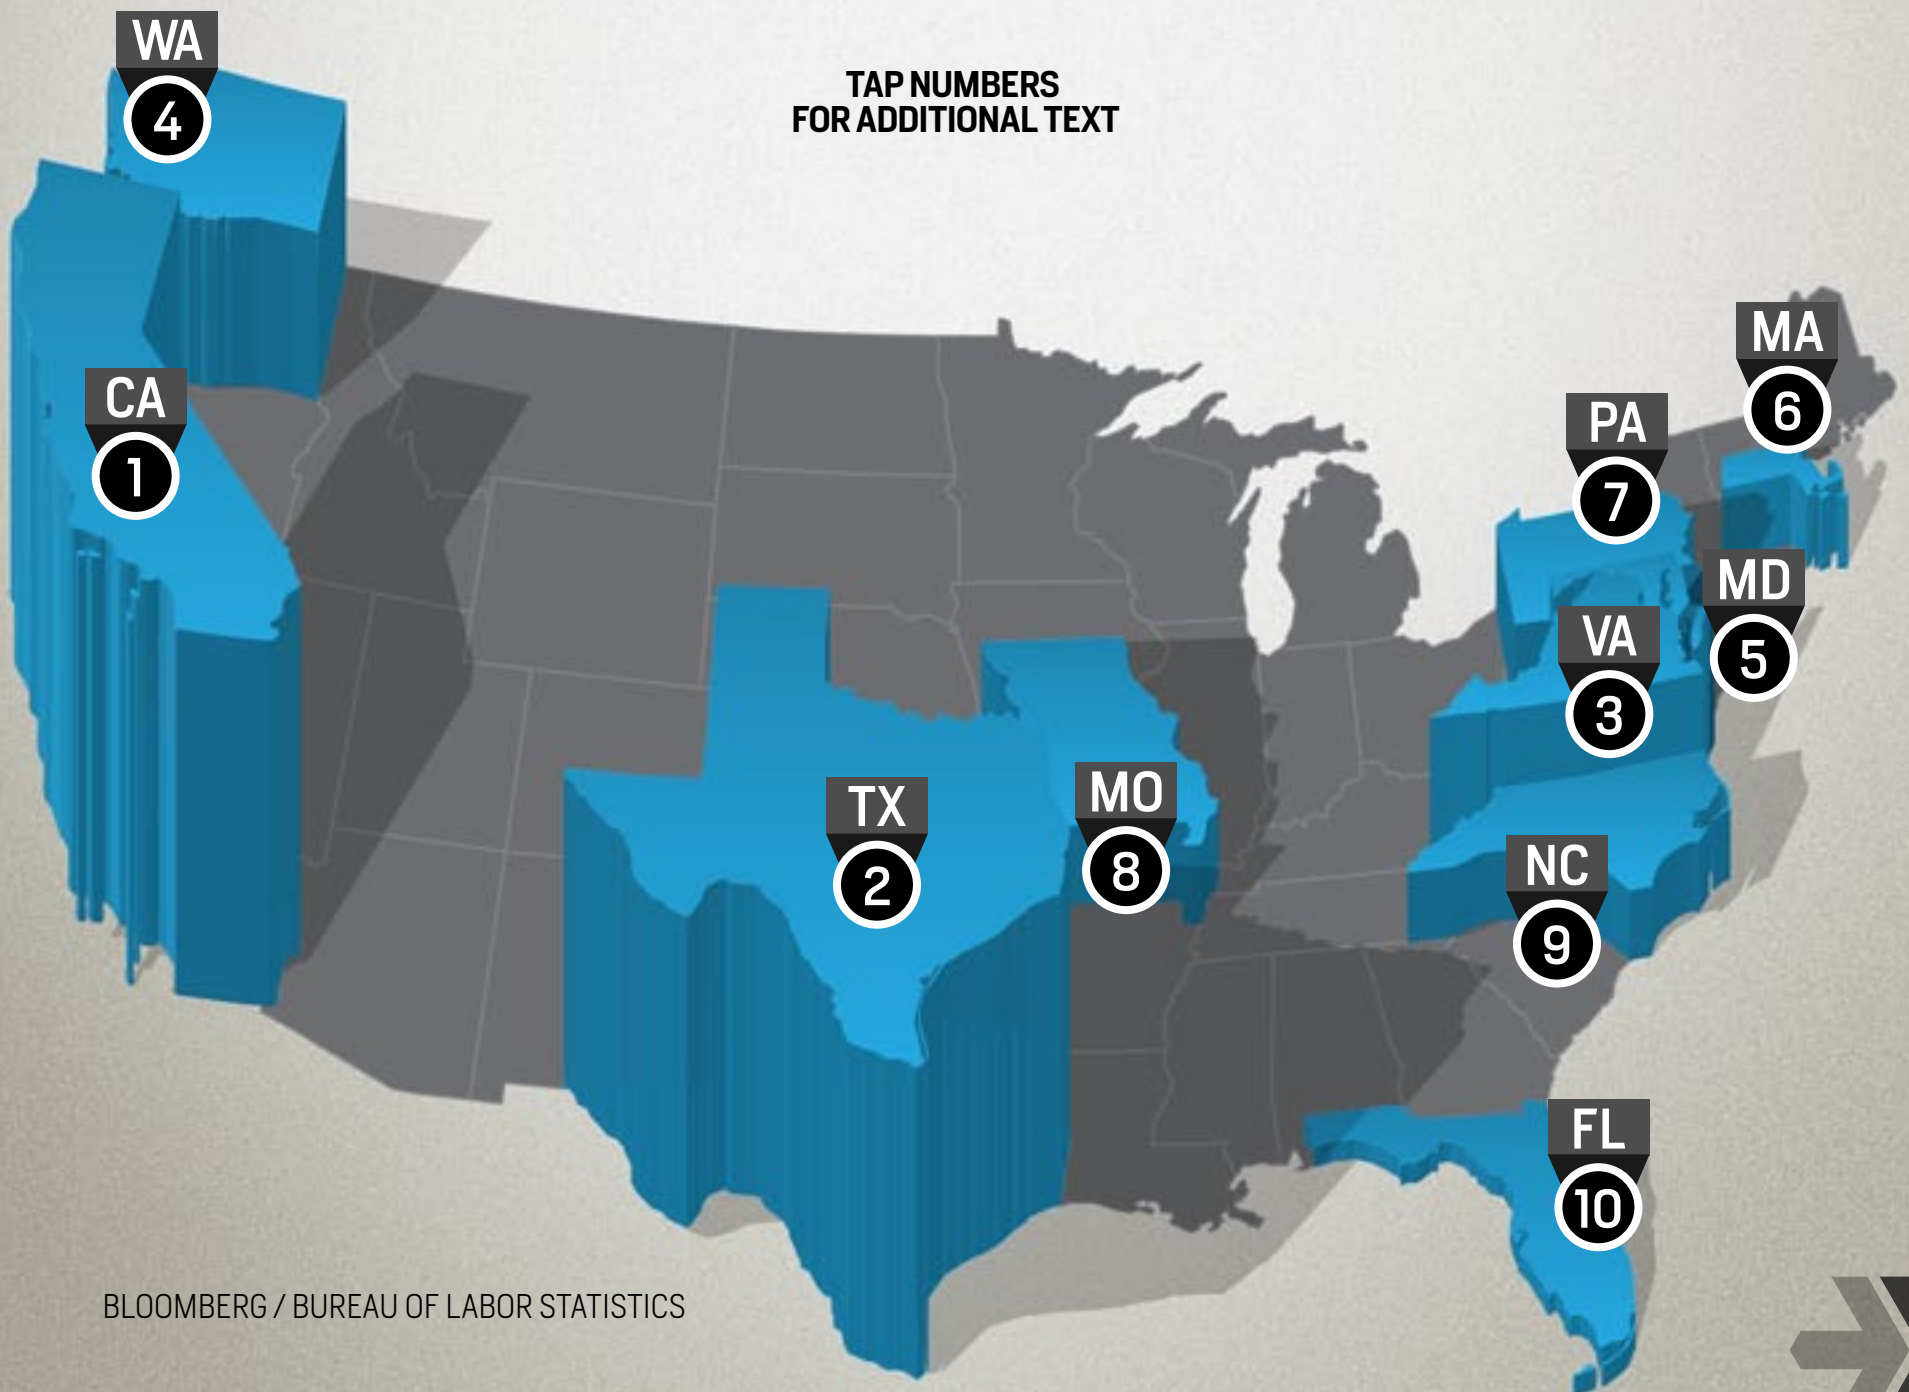 WA
4
TAP NUMBERS
FOR ADDITIONAL TEXT
CA
1
MA
6
PA
7
MD
5
VA
3
TX
2
MO
8
NC
9
FL
10
BLOOMBERG / BUREAU OF LABOR STATISTICS